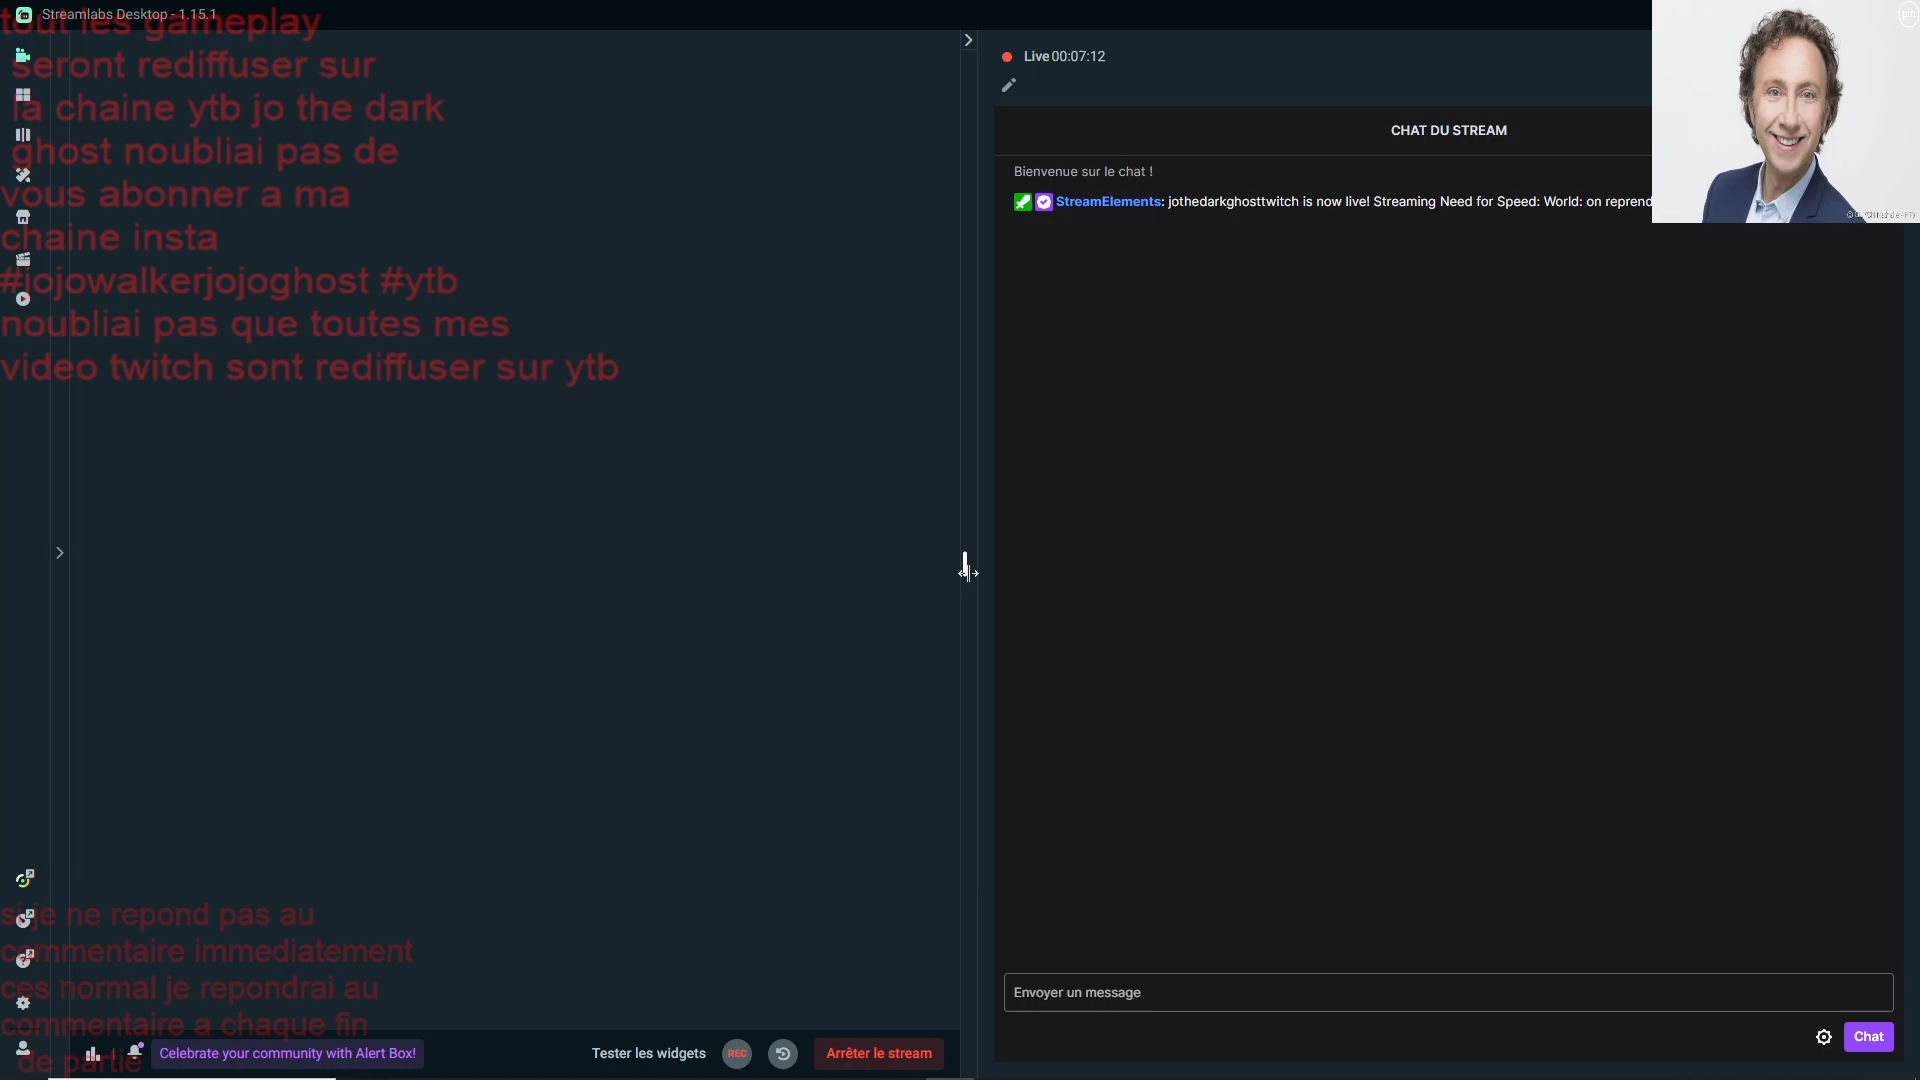 Streamlabs Desktop - 1.15.1
tout les gameplay
seront rediffuser sur
la chaine ytb jo the dark
ghost noubliai pas de
vous abonner a ma
chaine insta
#jojowalkerjojoghost #ytb
noubliai pas que toutes mes
video twitch sont rediffuser sur ytb
Live 00:07:12
CHAT DU STREAM
Bienvenue sur le chat !
StreamElements: jothedarkghosttwitch is now live! Streaming Need for Speed: World: on reprend
si je ne repond pas au
commentaire immediatement
ces normal je repondrai au
commentaire a chaque fin
de partie
Envoyer un message
Chat
Celebrate your community with Alert Box!
Tester les widgets
REC
Arrêter le stream